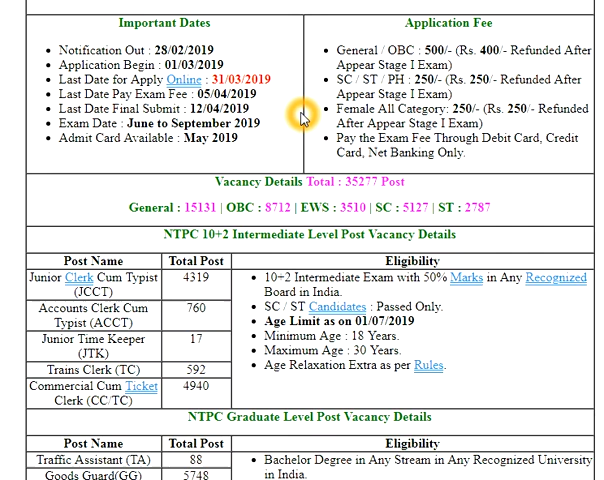 Important Dates
Notification Out : 28/02/2019
Application Begin : 01/03/2019
Last Date for Apply Online : 31/03/2019
Last Date Pay Exam Fee : 05/04/2019
Last Date Final Submit : 12/04/2019
Exam Date : June to September 2019
Admit Card Available : May 2019
Application Fee
General / OBC : 500/- (Rs. 400/- Refunded After
Appear Stage I Exam)
SC / ST / PH : 250/- (Rs. 250/- Refunded After
Appear Stage I Exam)
Female All Category: 250/- (Rs. 250/- Refunded
After Appear Stage I Exam)
Pay the Exam Fee Through Debit Card, Credit
Card, Net Banking Only.
Vacancy Details Total : 35277 Post
General : 15131 | OBC : 8712 | EWS : 3510 | SC : 5127 | ST : 2787
NTPC 10+2 Intermediate Level Post Vacancy Details
Post Name Total Post Eligibility
Junior Clerk Cum Typist
(JCCT)
4319
Accounts Clerk Cum
Typist (ACCT)
760
Junior Time Keeper
(JTK)
17
Trains Clerk (TC) 592
Commercial Cum Ticket
Clerk (CC/TC)
4940
10+2 Intermediate Exam with 50% Marks in Any Recognized
Board in India.
SC / ST Candidates : Passed Only.
Age Limit as on 01/07/2019
Minimum Age : 18 Years.
Maximum Age : 30 Years.
Age Relaxation Extra as per Rules.
NTPC Graduate Level Post Vacancy Details
Post Name Total Post Eligibility
Traffic Assistant (TA) 88
Goods Guard(GG) 5748
Bachelor Degree in Any Stream in Any Recognized University
in India.